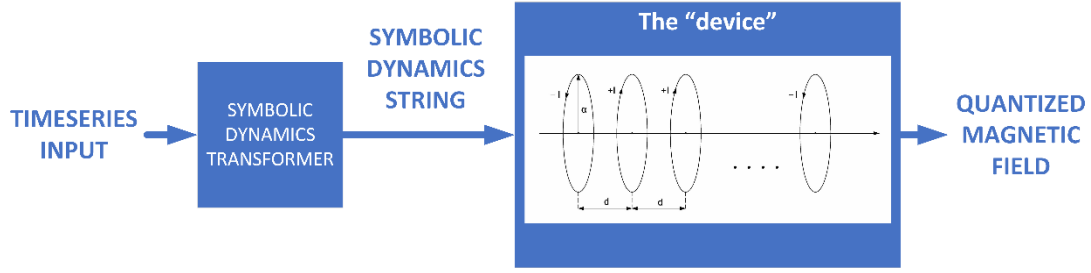 TIMESERIES
INPUT
SYMBOLIC
DYNAMICS
TRANSFORMER
SYMBOLIC
DYNAMICS
STRING
The “device”
−I
α
+I
+I
−I
. . . .
d
d
QUANTIZED
MAGNETIC
FIELD